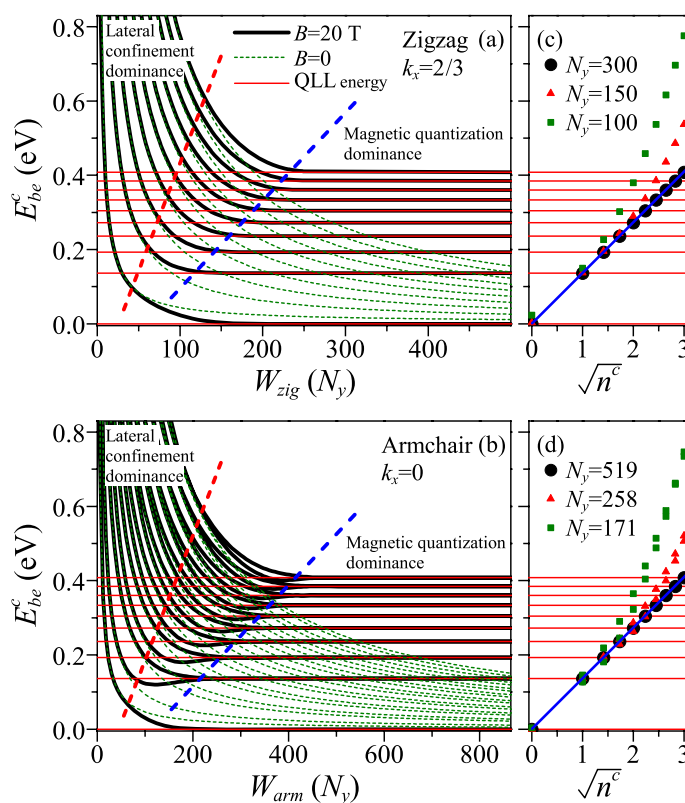 Lateral
confinement
dominance
B=20 T
B=0
QLL energy
Zigzag (a)
k_x=2/3
Magnetic quantization
dominance
E^c_be (eV)
0.8
0.6
0.4
0.2
0.0
0 100 200 300 400
W_zig (N_y)
(c)
N_y=300
N_y=150
N_y=100
0 1 2 3
√n^c
Lateral
confinement
dominance
Armchair (b)
k_x=0
Magnetic quantization
dominance
E^c_be (eV)
0.8
0.6
0.4
0.2
0.0
0 200 400 600 800
W_arm (N_y)
(d)
N_y=519
N_y=258
N_y=171
0 1 2 3
√n^c